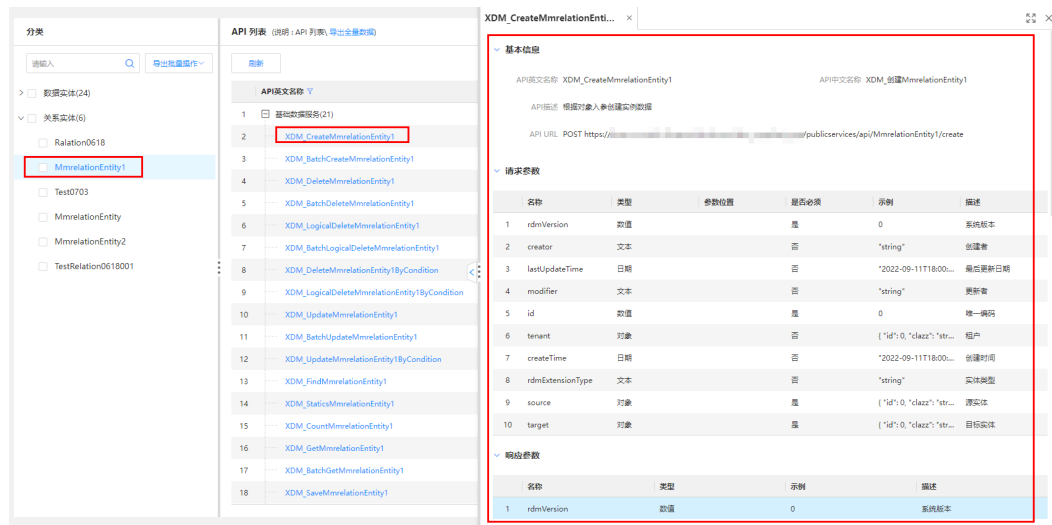 分类
请输入
导出批量操作
数据实体(24)
关系实体(6)
Ralation0618
MmrelationEntity1
Test0703
MmrelationEntity
MmrelationEntity2
TestRelation0618001
API 列表 (说明 : API 列表\ 导出全量数据)
刷新
API英文名称
1 基础数据服务(21)
2 XDM_CreateMmrelationEntity1
3 XDM_BatchCreateMmrelationEntity1
4 XDM_DeleteMmrelationEntity1
5 XDM_BatchDeleteMmrelationEntity1
6 XDM_LogicalDeleteMmrelationEntity1
7 XDM_BatchLogicalDeleteMmrelationEntity1
8 XDM_DeleteMmrelationEntity1ByCondition
9 XDM_LogicalDeleteMmrelationEntity1ByCondition
10 XDM_UpdateMmrelationEntity1
11 XDM_BatchUpdateMmrelationEntity1
12 XDM_UpdateMmrelationEntity1ByCondition
13 XDM_FindMmrelationEntity1
14 XDM_StaticsMmrelationEntity1
15 XDM_CountMmrelationEntity1
16 XDM_GetMmrelationEntity1
17 XDM_BatchGetMmrelationEntity1
18 XDM_SaveMmrelationEntity1
XDM_CreateMmrelationEnti... ×
基本信息
API英文名称 XDM_CreateMmrelationEntity1 API中文名称 XDM_创建MmrelationEntity1
API描述 根据对象入参创建实例数据
API URL POST https:/ /publicservices/api/MmrelationEntity1/create
请求参数
名称 类型 参数位置 是否必须 示例 描述
1 rdmVersion 数值 是 0 系统版本
2 creator 文本 否 "string" 创建者
3 lastUpdateTime 日期 否 "2022-09-11T18:00:... 最后更新日期
4 modifier 文本 否 "string" 更新者
5 id 数值 是 0 唯一编码
6 tenant 对象 否 { "id": 0, "clazz": "str... 租户
7 createTime 日期 否 "2022-09-11T18:00:... 创建时间
8 rdmExtensionType 文本 否 "string" 实体类型
9 source 对象 是 { "id": 0, "clazz": "str... 源实体
10 target 对象 是 { "id": 0, "clazz": "str... 目标实体
响应参数
名称 类型 示例 描述
1 rdmVersion 数值 0 系统版本